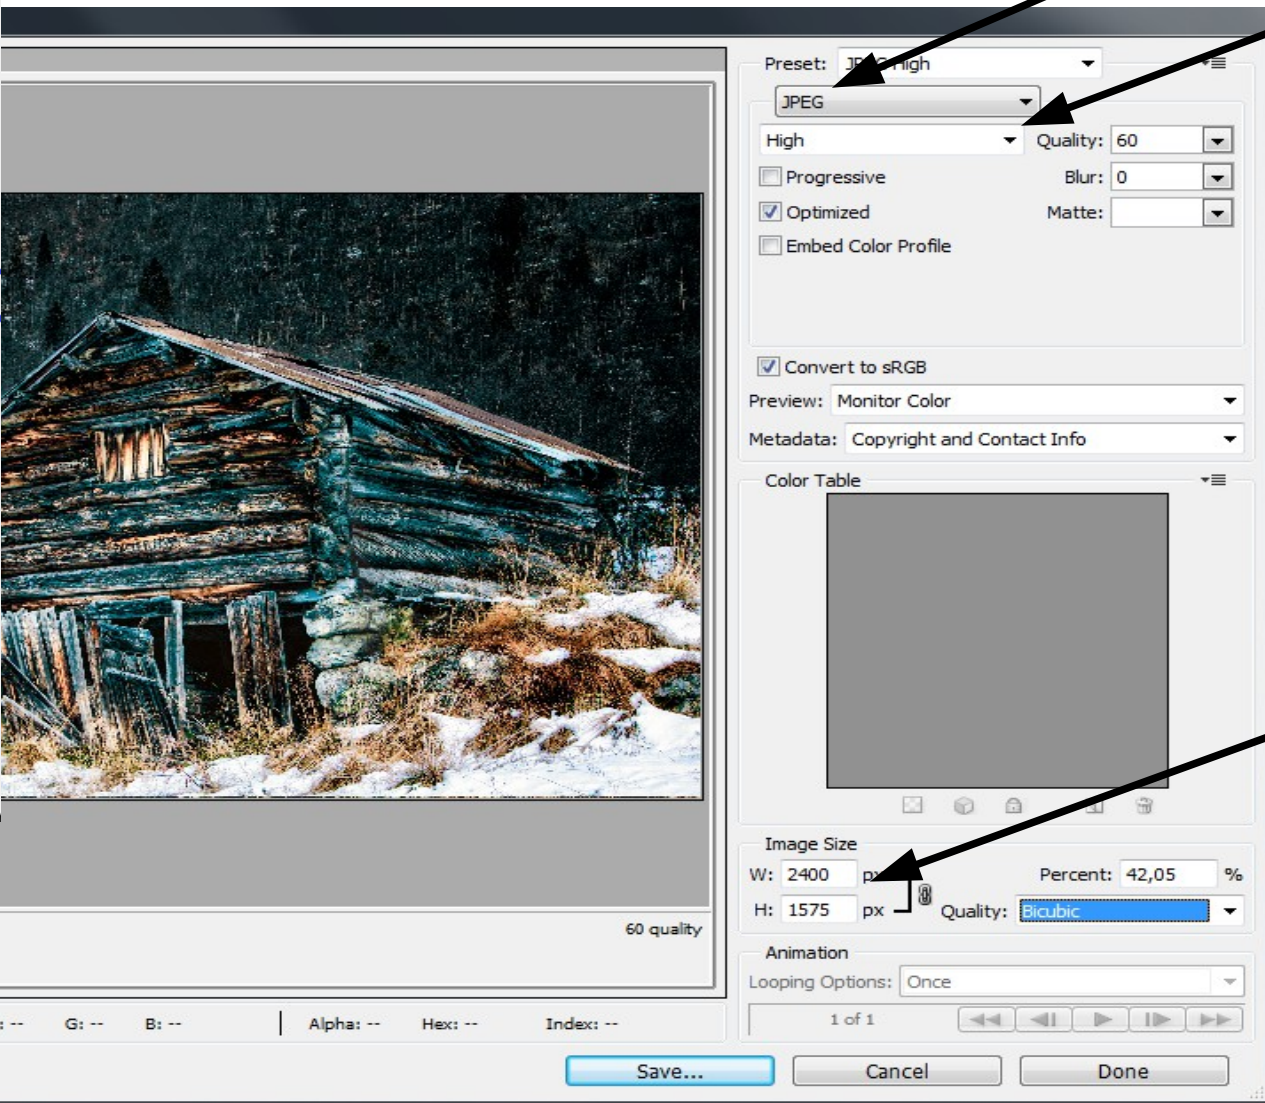 Preset: JPEG High
JPEG
High Quality: 60
Progressive Blur: 0
Optimized Matte:
Embed Color Profile
Convert to sRGB
Preview: Monitor Color
Metadata: Copyright and Contact Info
Color Table
Image Size
W: 2400 px Percent: 42,05 %
H: 1575 px Quality: Bicubic
60 quality
Animation
Looping Options: Once
: -- G: -- B: -- Alpha: -- Hex: -- Index: -- 1 of 1
Save... Cancel Done